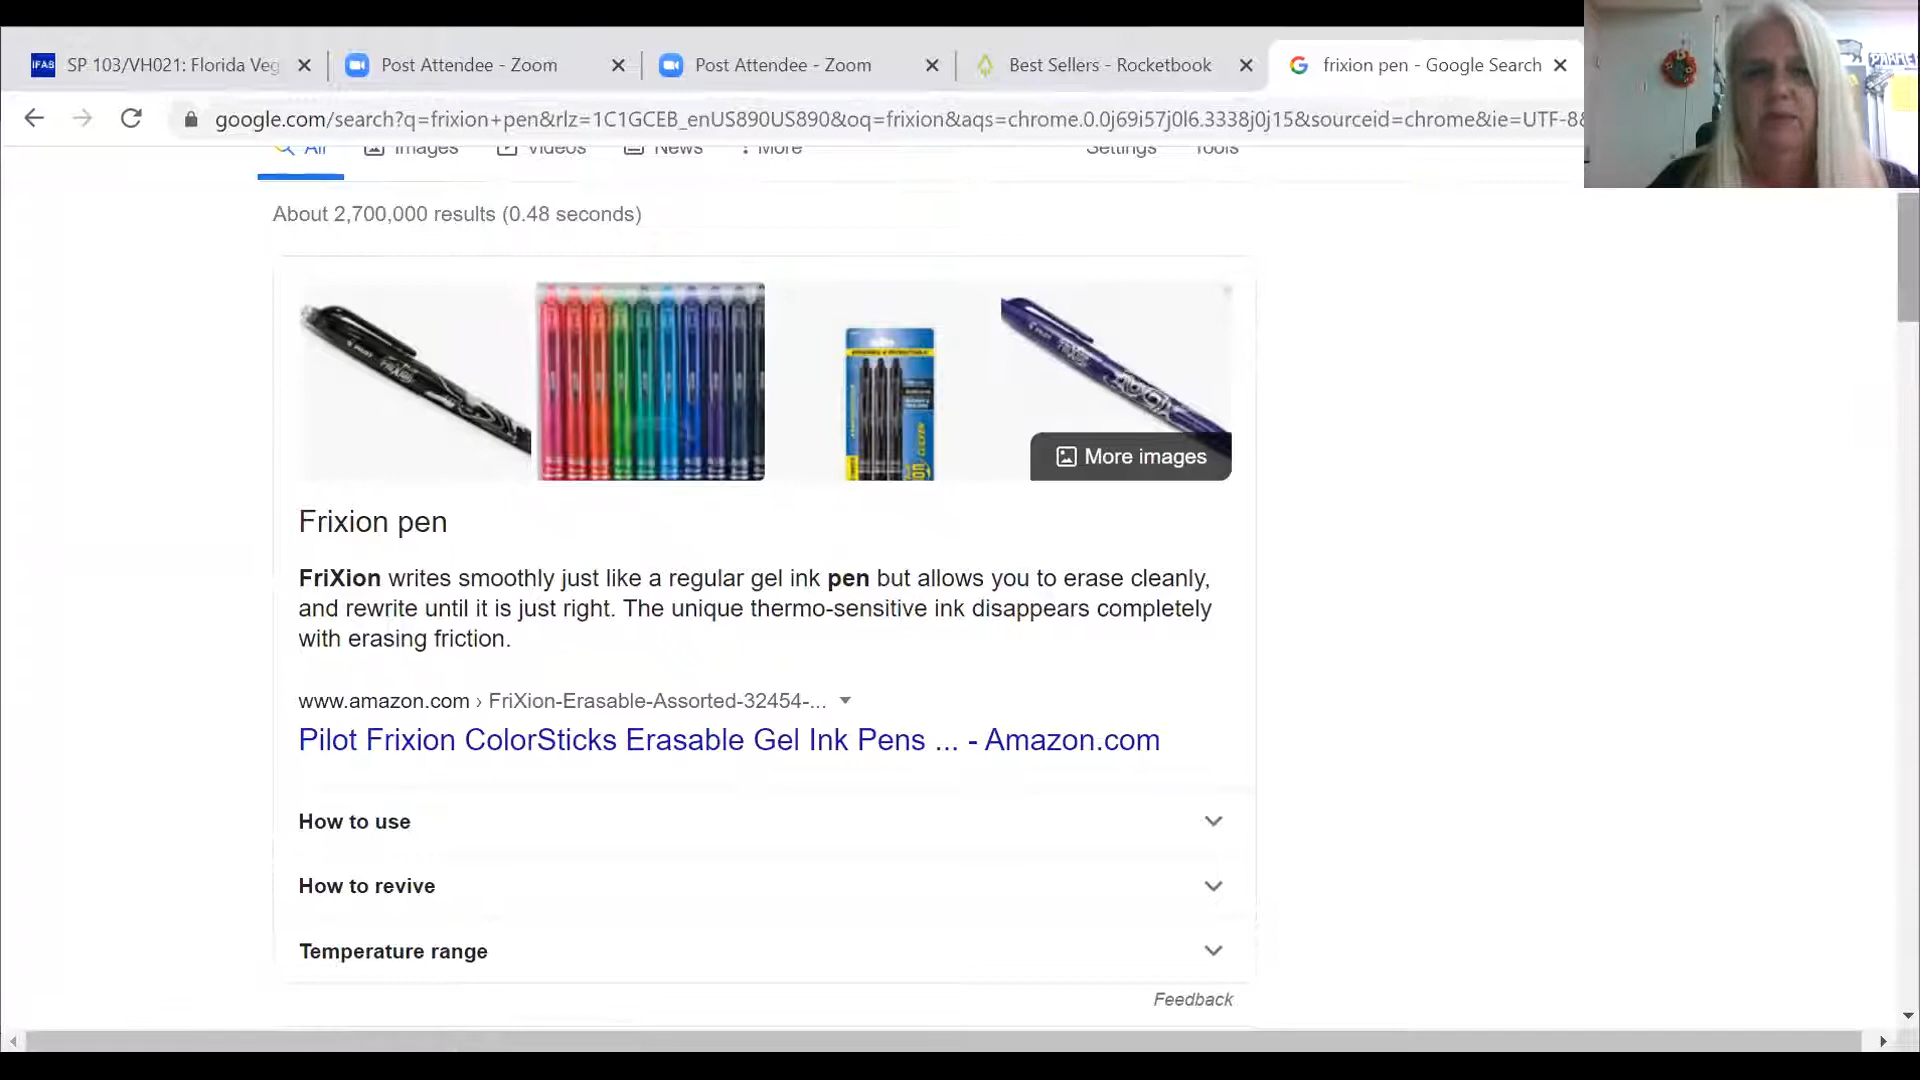 IFAS SP 103/VH021: Florida Veg
Post Attendee - Zoom
Post Attendee - Zoom
Best Sellers - Rocketbook
frixion pen - Google Search
google.com/search?q=frixion+pen&rlz=1C1GCEB_enUS890US890&oq=frixion&aqs=chrome.0.0j69i57j0l6.3338j0j15&sourceid=chrome&ie=UTF-8&
All Images Videos News More Settings Tools
About 2,700,000 results (0.48 seconds)
More images
Frixion pen
FriXion writes smoothly just like a regular gel ink pen but allows you to erase cleanly,
and rewrite until it is just right. The unique thermo-sensitive ink disappears completely
with erasing friction.
www.amazon.com › FriXion-Erasable-Assorted-32454-...
Pilot Frixion ColorSticks Erasable Gel Ink Pens ... - Amazon.com
How to use
How to revive
Temperature range
Feedback